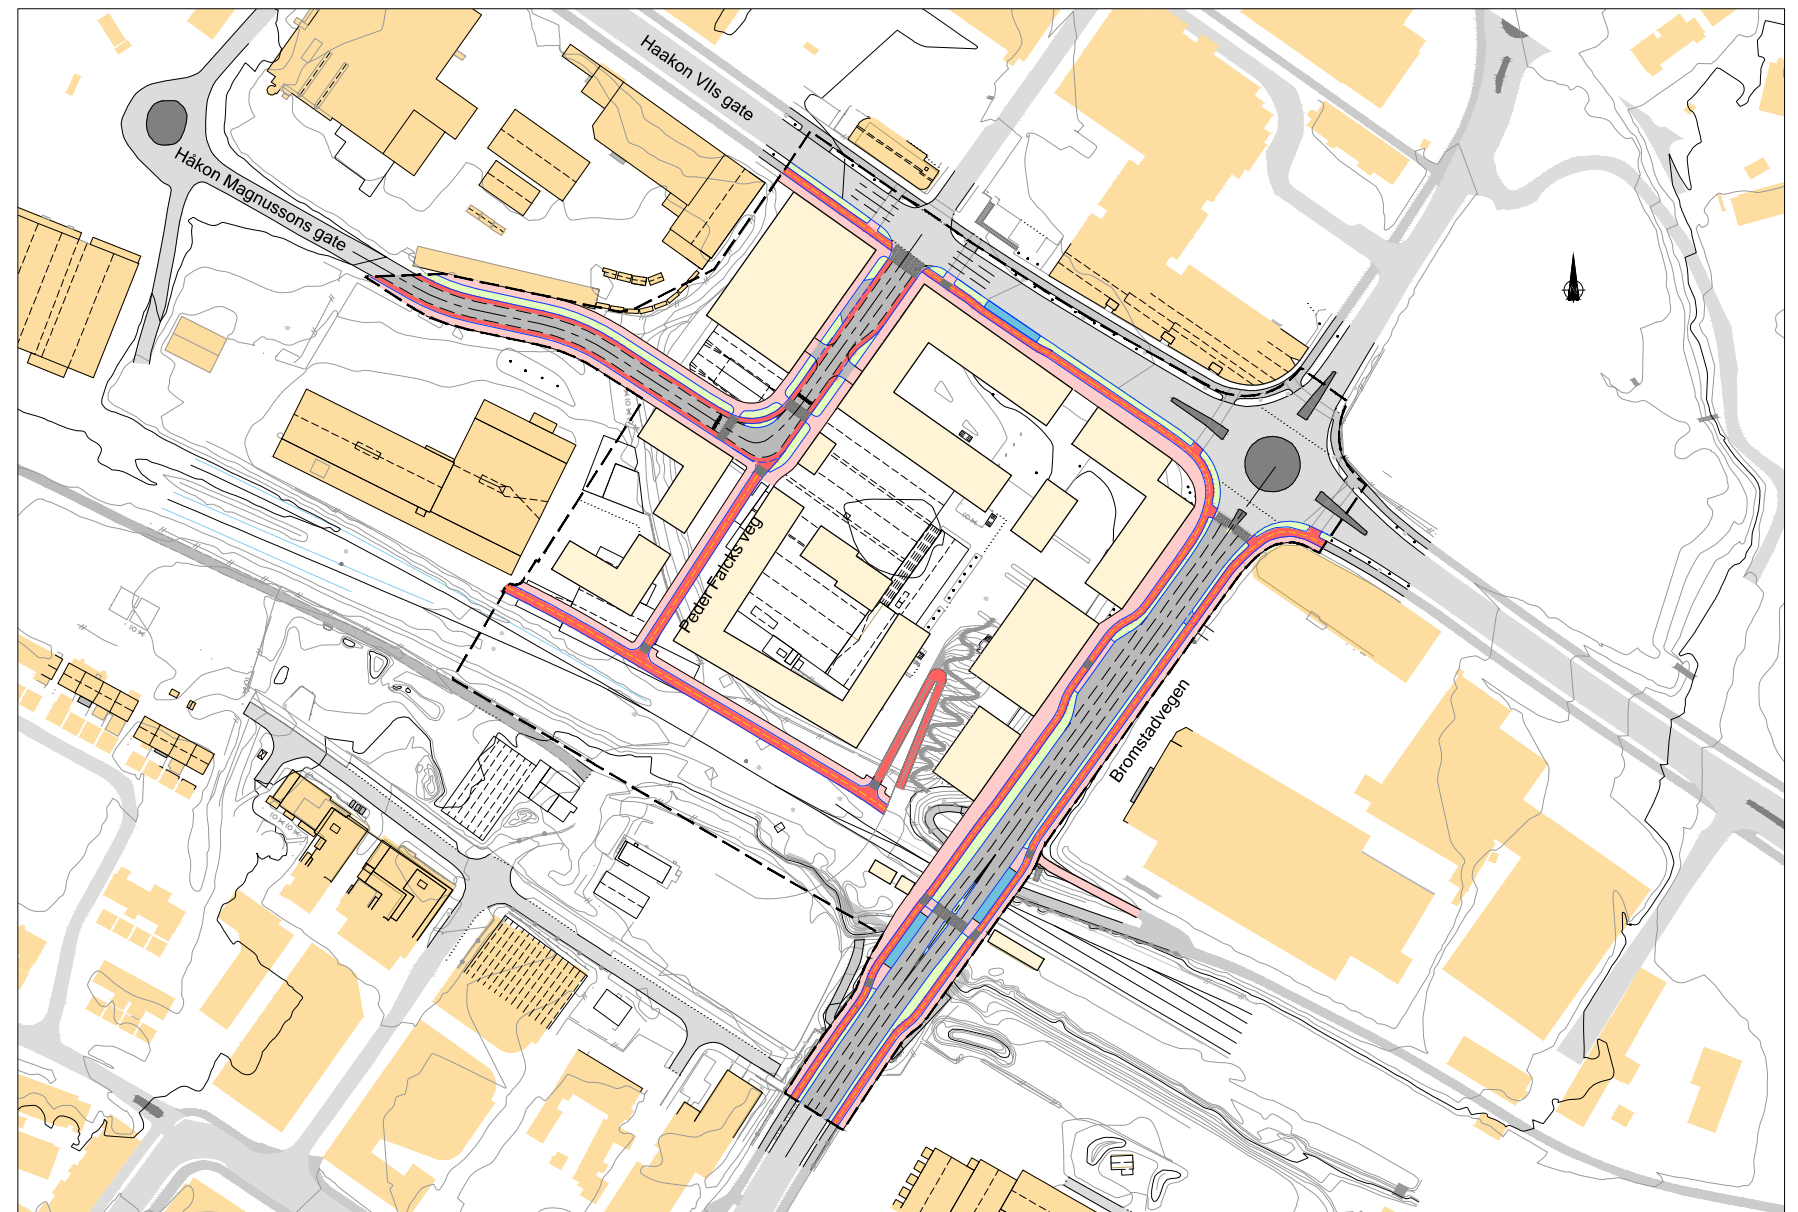 Haakon VIIs gate
Håkon Magnussons gate
Peder Falcks veg
Bromstadvegen